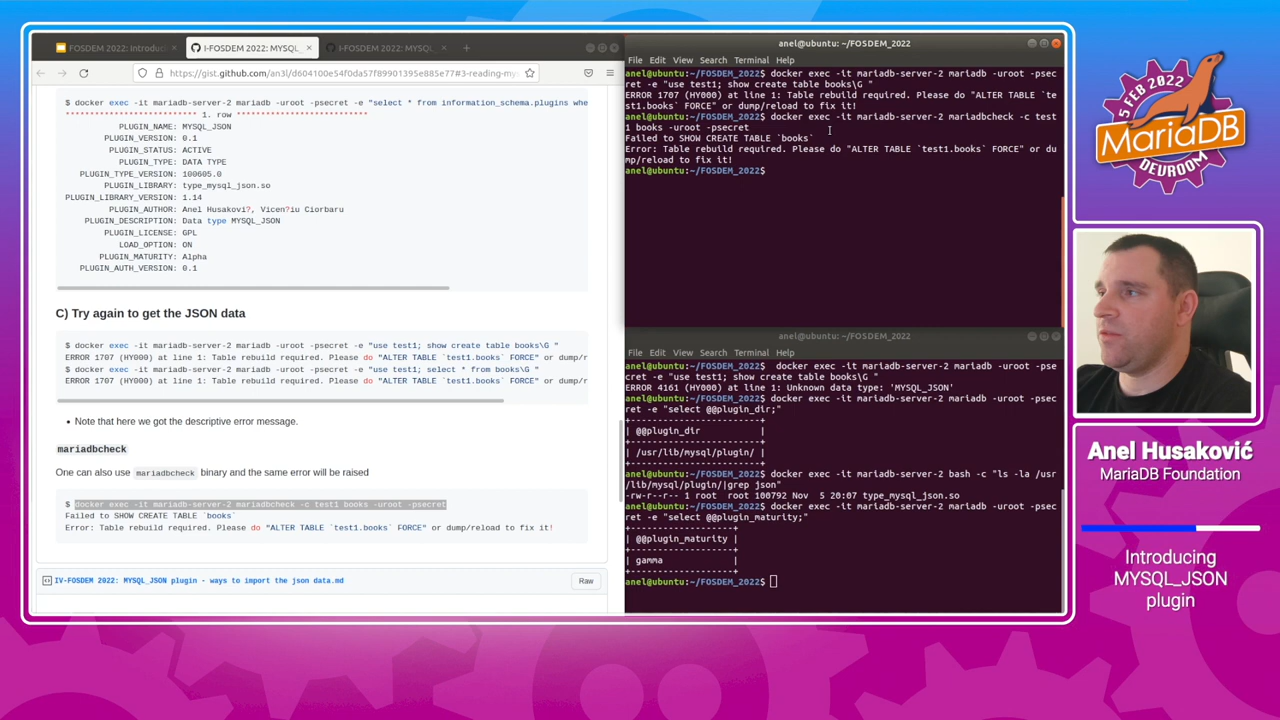 FOSDEM 2022: Introduc
I-FOSDEM 2022: MYSQL_
I-FOSDEM 2022: MYSQL_
https://gist.github.com/an3l/d604100e54f0da57f89901395e885e77#3-reading-my
$ docker exec -it mariadb-server-2 mariadb -uroot -psecret -e "select * from information_schema.plugins whe
*************************** 1. row ***************************
PLUGIN_NAME: MYSQL_JSON
PLUGIN_VERSION: 0.1
PLUGIN_STATUS: ACTIVE
PLUGIN_TYPE: DATA TYPE
PLUGIN_TYPE_VERSION: 100605.0
PLUGIN_LIBRARY: type_mysql_json.so
PLUGIN_LIBRARY_VERSION: 1.14
PLUGIN_AUTHOR: Anel Husakovi?, Vicen?iu Ciorbaru
PLUGIN_DESCRIPTION: Data type MYSQL_JSON
PLUGIN_LICENSE: GPL
LOAD_OPTION: ON
PLUGIN_MATURITY: Alpha
PLUGIN_AUTH_VERSION: 0.1
C) Try again to get the JSON data
$ docker exec -it mariadb-server-2 mariadb -uroot -psecret -e "use test1; show create table books\G "
ERROR 1707 (HY000) at line 1: Table rebuild required. Please do "ALTER TABLE `test1.books` FORCE" or dump/r
$ docker exec -it mariadb-server-2 mariadb -uroot -psecret -e "use test1; select * from books\G "
ERROR 1707 (HY000) at line 1: Table rebuild required. Please do "ALTER TABLE `test1.books` FORCE" or dump/r
• Note that here we got the descriptive error message.
mariadbcheck
One can also use mariadbcheck binary and the same error will be raised
$ docker exec -it mariadb-server-2 mariadbcheck -c test1 books -uroot -psecret
Failed to SHOW CREATE TABLE `books`
Error: Table rebuild required. Please do "ALTER TABLE `test1.books` FORCE" or dump/reload to fix it!
IV-FOSDEM 2022: MYSQL_JSON plugin - ways to import the json data.md
Raw
anel@ubuntu: ~/FOSDEM_2022
File Edit View Search Terminal Help
anel@ubuntu:~/FOSDEM_2022$ docker exec -it mariadb-server-2 mariadb -uroot -psec
ret -e "use test1; show create table books\G "
ERROR 1707 (HY000) at line 1: Table rebuild required. Please do "ALTER TABLE `te
st1.books` FORCE" or dump/reload to fix it!
anel@ubuntu:~/FOSDEM_2022$ docker exec -it mariadb-server-2 mariadbcheck -c test
1 books -uroot -psecret
Failed to SHOW CREATE TABLE `books`
Error: Table rebuild required. Please do "ALTER TABLE `test1.books` FORCE" or du
mp/reload to fix it!
anel@ubuntu:~/FOSDEM_2022$
anel@ubuntu: ~/FOSDEM_2022
File Edit View Search Terminal Help
anel@ubuntu:~/FOSDEM_2022$  docker exec -it mariadb-server-2 mariadb -uroot -pse
cret -e "use test1; show create table books\G "
ERROR 4161 (HY000) at line 1: Unknown data type: 'MYSQL_JSON'
anel@ubuntu:~/FOSDEM_2022$ docker exec -it mariadb-server-2 mariadb -uroot -psec
ret -e "select @@plugin_dir;"
+------------------------+
| @@plugin_dir           |
+------------------------+
| /usr/lib/mysql/plugin/ |
+------------------------+
anel@ubuntu:~/FOSDEM_2022$ docker exec -it mariadb-server-2 bash -c "ls -la /usr
/lib/mysql/plugin/|grep json"
-rw-r--r-- 1 root  root 100792 Nov  5 20:07 type_mysql_json.so
anel@ubuntu:~/FOSDEM_2022$ docker exec -it mariadb-server-2 mariadb -uroot -psec
ret -e "select @@plugin_maturity;"
+-------------------+
| @@plugin_maturity |
+-------------------+
| gamma             |
+-------------------+
anel@ubuntu:~/FOSDEM_2022$
5 FEB 2022
MariaDB
DEVROOM
Anel Husaković
MariaDB Foundation
Introducing
MYSQL_JSON
plugin